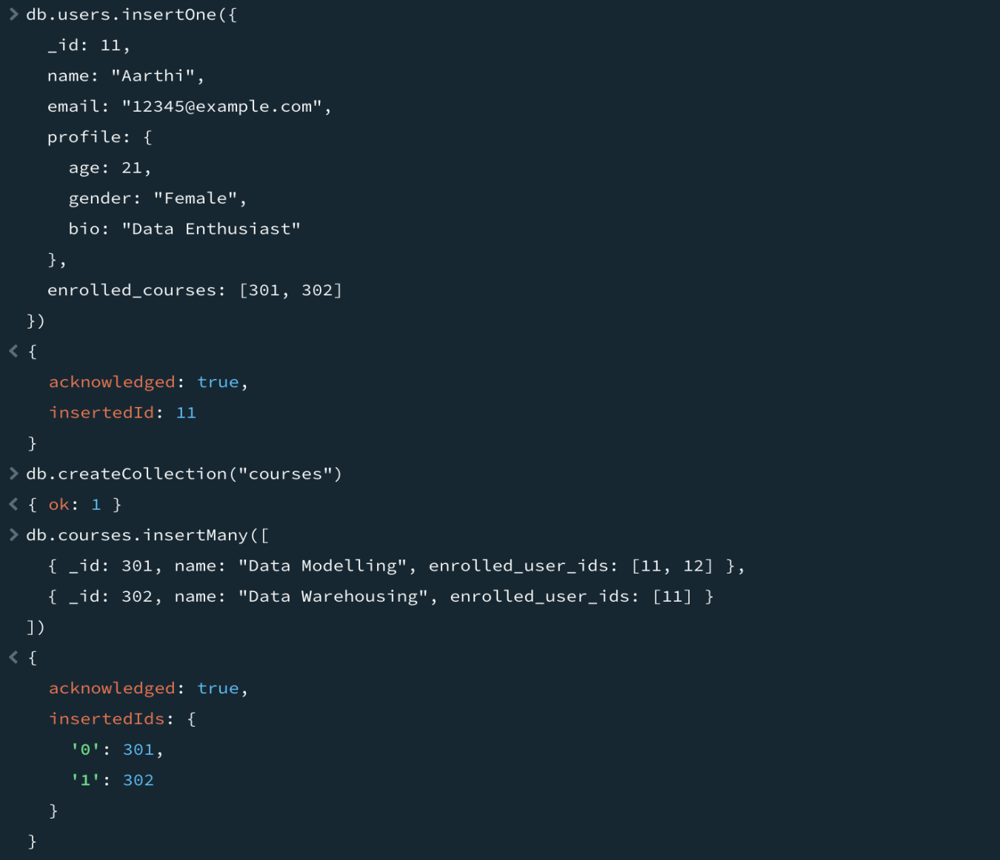 > db.users.insertOne({
_id: 11,
name: "Aarthi",
email: "12345@example.com",
profile: {
age: 21,
gender: "Female",
bio: "Data Enthusiast"
},
enrolled_courses: [301, 302]
})
< {
acknowledged: true,
insertedId: 11
}
> db.createCollection("courses")
< { ok: 1 }
> db.courses.insertMany([
{ _id: 301, name: "Data Modelling", enrolled_user_ids: [11, 12] },
{ _id: 302, name: "Data Warehousing", enrolled_user_ids: [11] }
])
< {
acknowledged: true,
insertedIds: {
'0': 301,
'1': 302
}
}